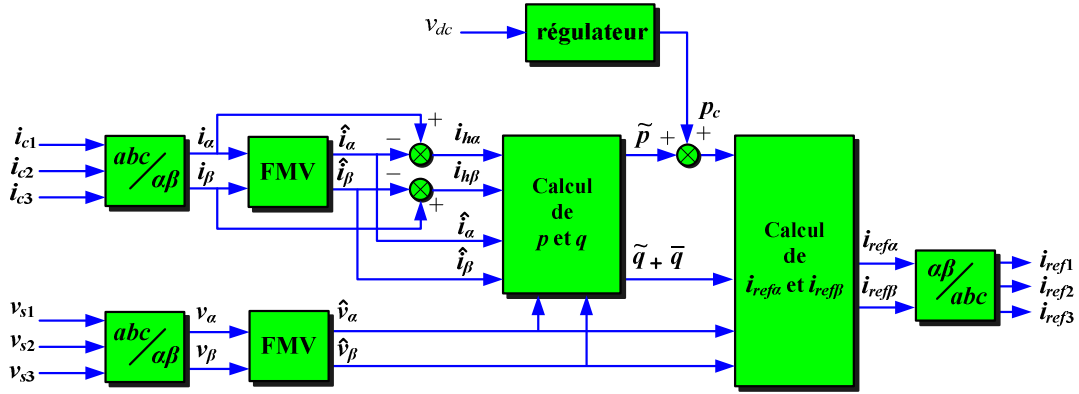 v_dc
régulateur
p_c
i_c1
i_c2
i_c3
abc/αβ
i_α
i_β
FMV
î_α
î_β
−
+
−
+
i_hα
i_hβ
î_α
î_β
Calcul
de
p et q
p̃
+
+
q̃ + q̄
Calcul
de
i_refα et i_refβ
i_refα
i_refβ
αβ/abc
i_ref1
i_ref2
i_ref3
v_s1
v_s2
v_s3
abc/αβ
v_α
v_β
FMV
v̂_α
v̂_β